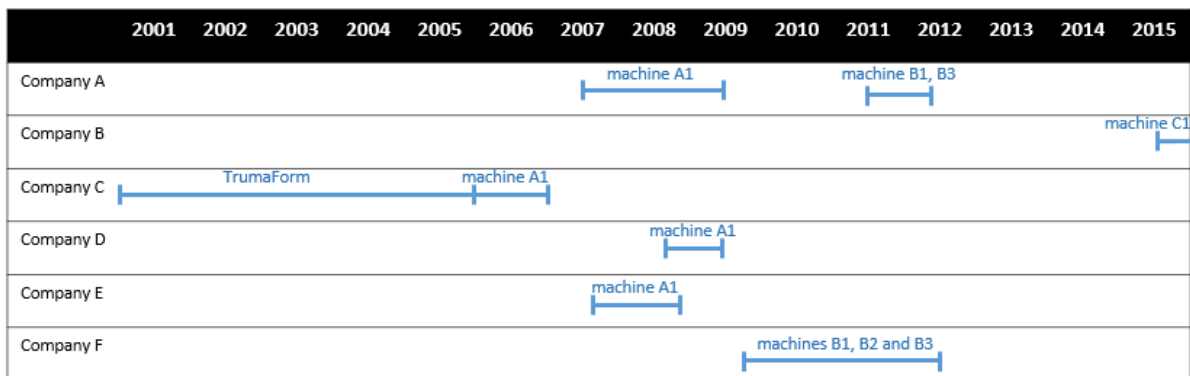 2001 2002 2003 2004 2005 2006 2007 2008 2009 2010 2011 2012 2013 2014 2015
Company A machine A1 machine B1, B3
Company B machine C1
Company C TrumaForm machine A1
Company D machine A1
Company E machine A1
Company F machines B1, B2 and B3